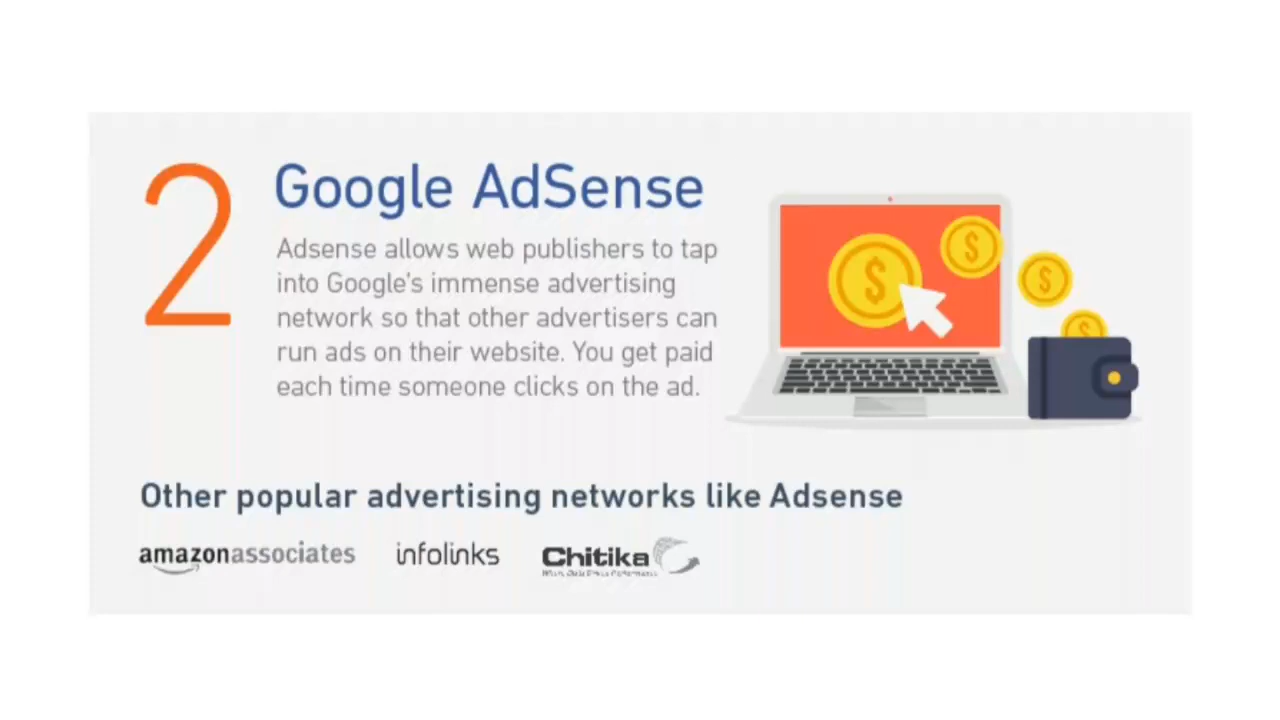 2
Google AdSense
Adsense allows web publishers to tap
into Google's immense advertising
network so that other advertisers can
run ads on their website. You get paid
each time someone clicks on the ad.
$
$
$
$
Other popular advertising networks like Adsense
amazonassociates
infolinks
Chitika